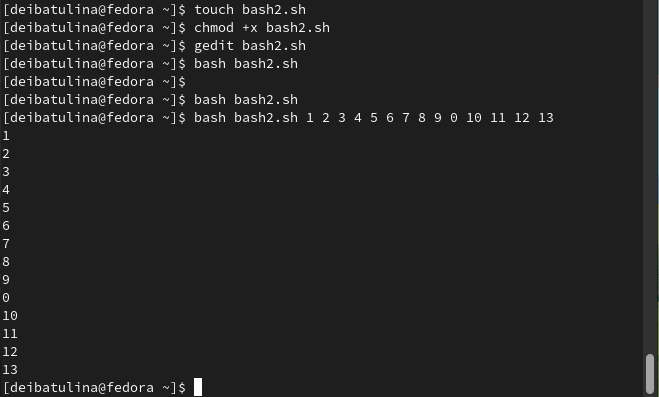 [deibatulina@fedora ~]$ touch bash2.sh
[deibatulina@fedora ~]$ chmod +x bash2.sh
[deibatulina@fedora ~]$ gedit bash2.sh
[deibatulina@fedora ~]$ bash bash2.sh
[deibatulina@fedora ~]$
[deibatulina@fedora ~]$ bash bash2.sh
[deibatulina@fedora ~]$ bash bash2.sh 1 2 3 4 5 6 7 8 9 0 10 11 12 13
1
2
3
4
5
6
7
8
9
0
10
11
12
13
[deibatulina@fedora ~]$